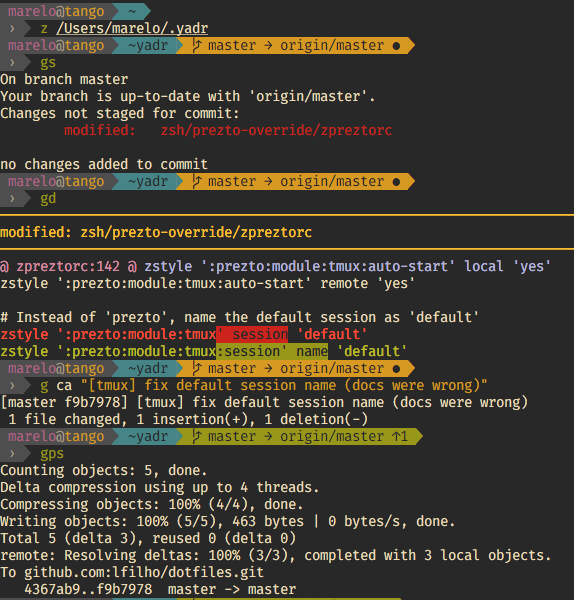 marelo@tango ~
› z /Users/marelo/.yadr
marelo@tango ~yadr master → origin/master ●
› gs
On branch master
Your branch is up-to-date with 'origin/master'.
Changes not staged for commit:
modified: zsh/prezto-override/zpreztorc
no changes added to commit
marelo@tango ~yadr master → origin/master ●
› gd
modified: zsh/prezto-override/zpreztorc
@ zpreztorc:142 @ zstyle ':prezto:module:tmux:auto-start' local 'yes'
zstyle ':prezto:module:tmux:auto-start' remote 'yes'
# Instead of 'prezto', name the default session as 'default'
zstyle ':prezto:module:tmux' session 'default'
zstyle ':prezto:module:tmux:session' name 'default'
marelo@tango ~yadr master → origin/master ●
› g ca "[tmux] fix default session name (docs were wrong)"
[master f9b7978] [tmux] fix default session name (docs were wrong)
1 file changed, 1 insertion(+), 1 deletion(-)
marelo@tango ~yadr master → origin/master ↑1
› gps
Counting objects: 5, done.
Delta compression using up to 4 threads.
Compressing objects: 100% (4/4), done.
Writing objects: 100% (5/5), 463 bytes | 0 bytes/s, done.
Total 5 (delta 3), reused 0 (delta 0)
remote: Resolving deltas: 100% (3/3), completed with 3 local objects.
To github.com:lfilho/dotfiles.git
4367ab9..f9b7978 master -> master